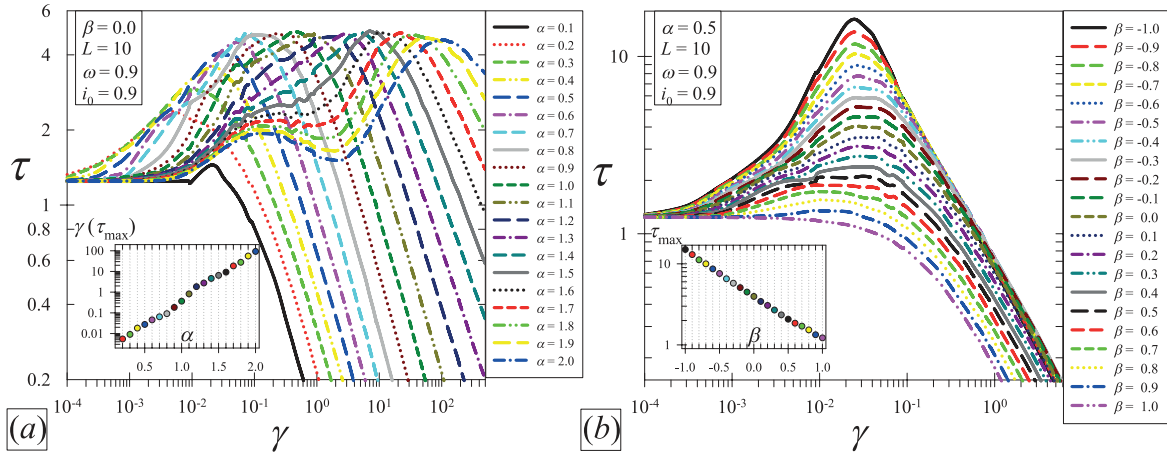 β = 0.0
L = 10
ω = 0.9
i₀ = 0.9
6
4
2
1
0.8
0.6
0.4
0.2
τ
γ(τmax)
100
10
1
0.1
0.01
0.5 1.0 1.5 2.0
α
10⁻⁴ 10⁻³ 10⁻² 10⁻¹ 10⁰ 10¹ 10²
γ
(a)
α = 0.1
α = 0.2
α = 0.3
α = 0.4
α = 0.5
α = 0.6
α = 0.7
α = 0.8
α = 0.9
α = 1.0
α = 1.1
α = 1.2
α = 1.3
α = 1.4
α = 1.5
α = 1.6
α = 1.7
α = 1.8
α = 1.9
α = 2.0
α = 0.5
L = 10
ω = 0.9
i₀ = 0.9
10
1
τ
τmax
10
1
-1.0 -0.5 0.0 0.5 1.0
β
10⁻⁴ 10⁻³ 10⁻² 10⁻¹ 10⁰
γ
(b)
β = -1.0
β = -0.9
β = -0.8
β = -0.7
β = -0.6
β = -0.5
β = -0.4
β = -0.3
β = -0.2
β = -0.1
β = 0.0
β = 0.1
β = 0.2
β = 0.3
β = 0.4
β = 0.5
β = 0.6
β = 0.7
β = 0.8
β = 0.9
β = 1.0